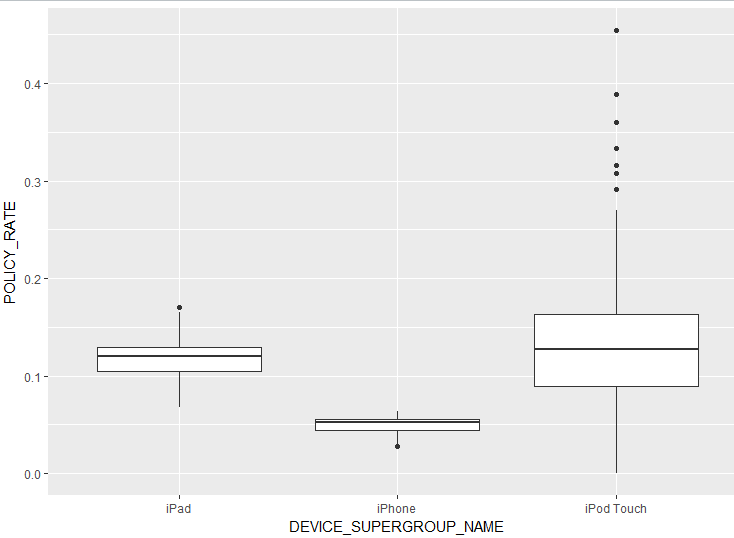 POLICY_RATE
0.4
0.3
0.2
0.1
0.0
iPad
iPhone
iPod Touch
DEVICE_SUPERGROUP_NAME